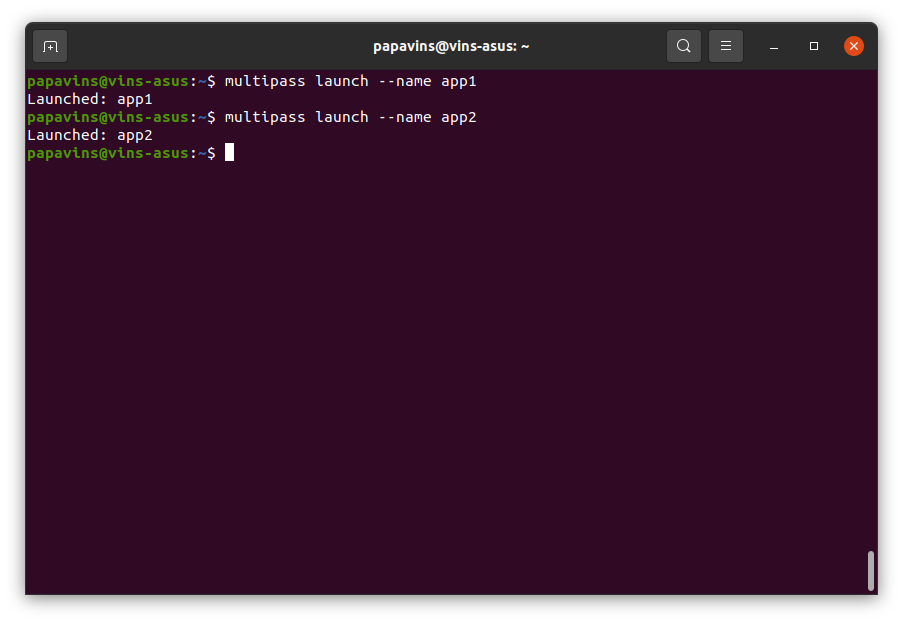 papavins@vins-asus: ~
papavins@vins-asus:~$ multipass launch --name app1
Launched: app1
papavins@vins-asus:~$ multipass launch --name app2
Launched: app2
papavins@vins-asus:~$